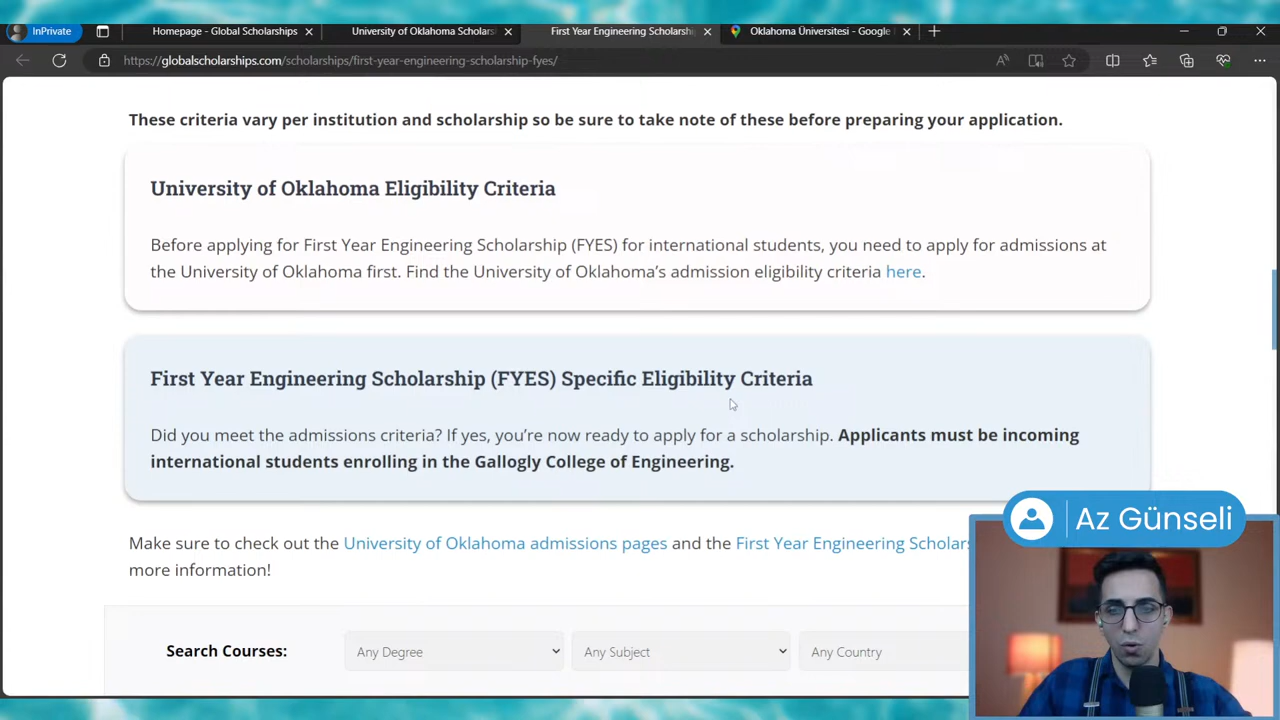 InPrivate
Homepage - Global Scholarships
University of Oklahoma Scholars
First Year Engineering Scholarshi
Oklahoma Üniversitesi - Google
https://globalscholarships.com/scholarships/first-year-engineering-scholarship-fyes/
These criteria vary per institution and scholarship so be sure to take note of these before preparing your application.
University of Oklahoma Eligibility Criteria
Before applying for First Year Engineering Scholarship (FYES) for international students, you need to apply for admissions at
the University of Oklahoma first. Find the University of Oklahoma’s admission eligibility criteria here.
First Year Engineering Scholarship (FYES) Specific Eligibility Criteria
Did you meet the admissions criteria? If yes, you’re now ready to apply for a scholarship. Applicants must be incoming
international students enrolling in the Gallogly College of Engineering.
Az Günseli
Make sure to check out the University of Oklahoma admissions pages and the First Year Engineering Scholars
more information!
Search Courses:
Any Degree
Any Subject
Any Country